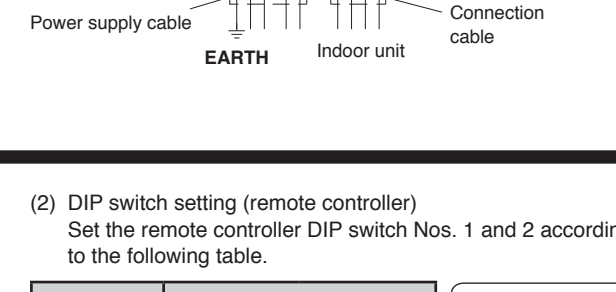 Power supply cable
EARTH
Indoor unit
Connection
cable
(2) DIP switch setting (remote controller)
Set the remote controller DIP switch Nos. 1 and 2 accordin
to the following table.